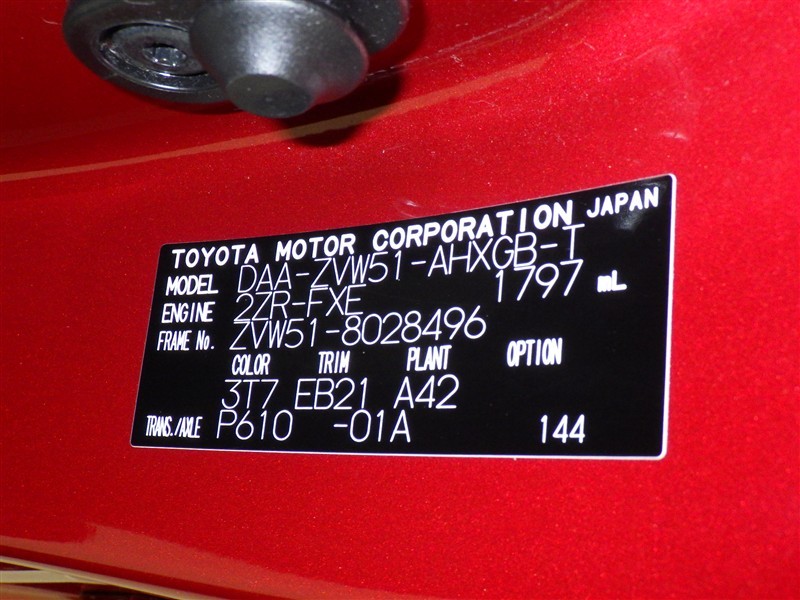 TOYOTA MOTOR CORPORATION JAPAN
MODEL DAA-ZVW51-AHXGB-T
ENGINE 2ZR-FXE 1797 mL
FRAME No. ZVW51-8028496
COLOR TRIM PLANT OPTION
3T7 EB21 A42
TRANS./AXLE P610 -01A 144